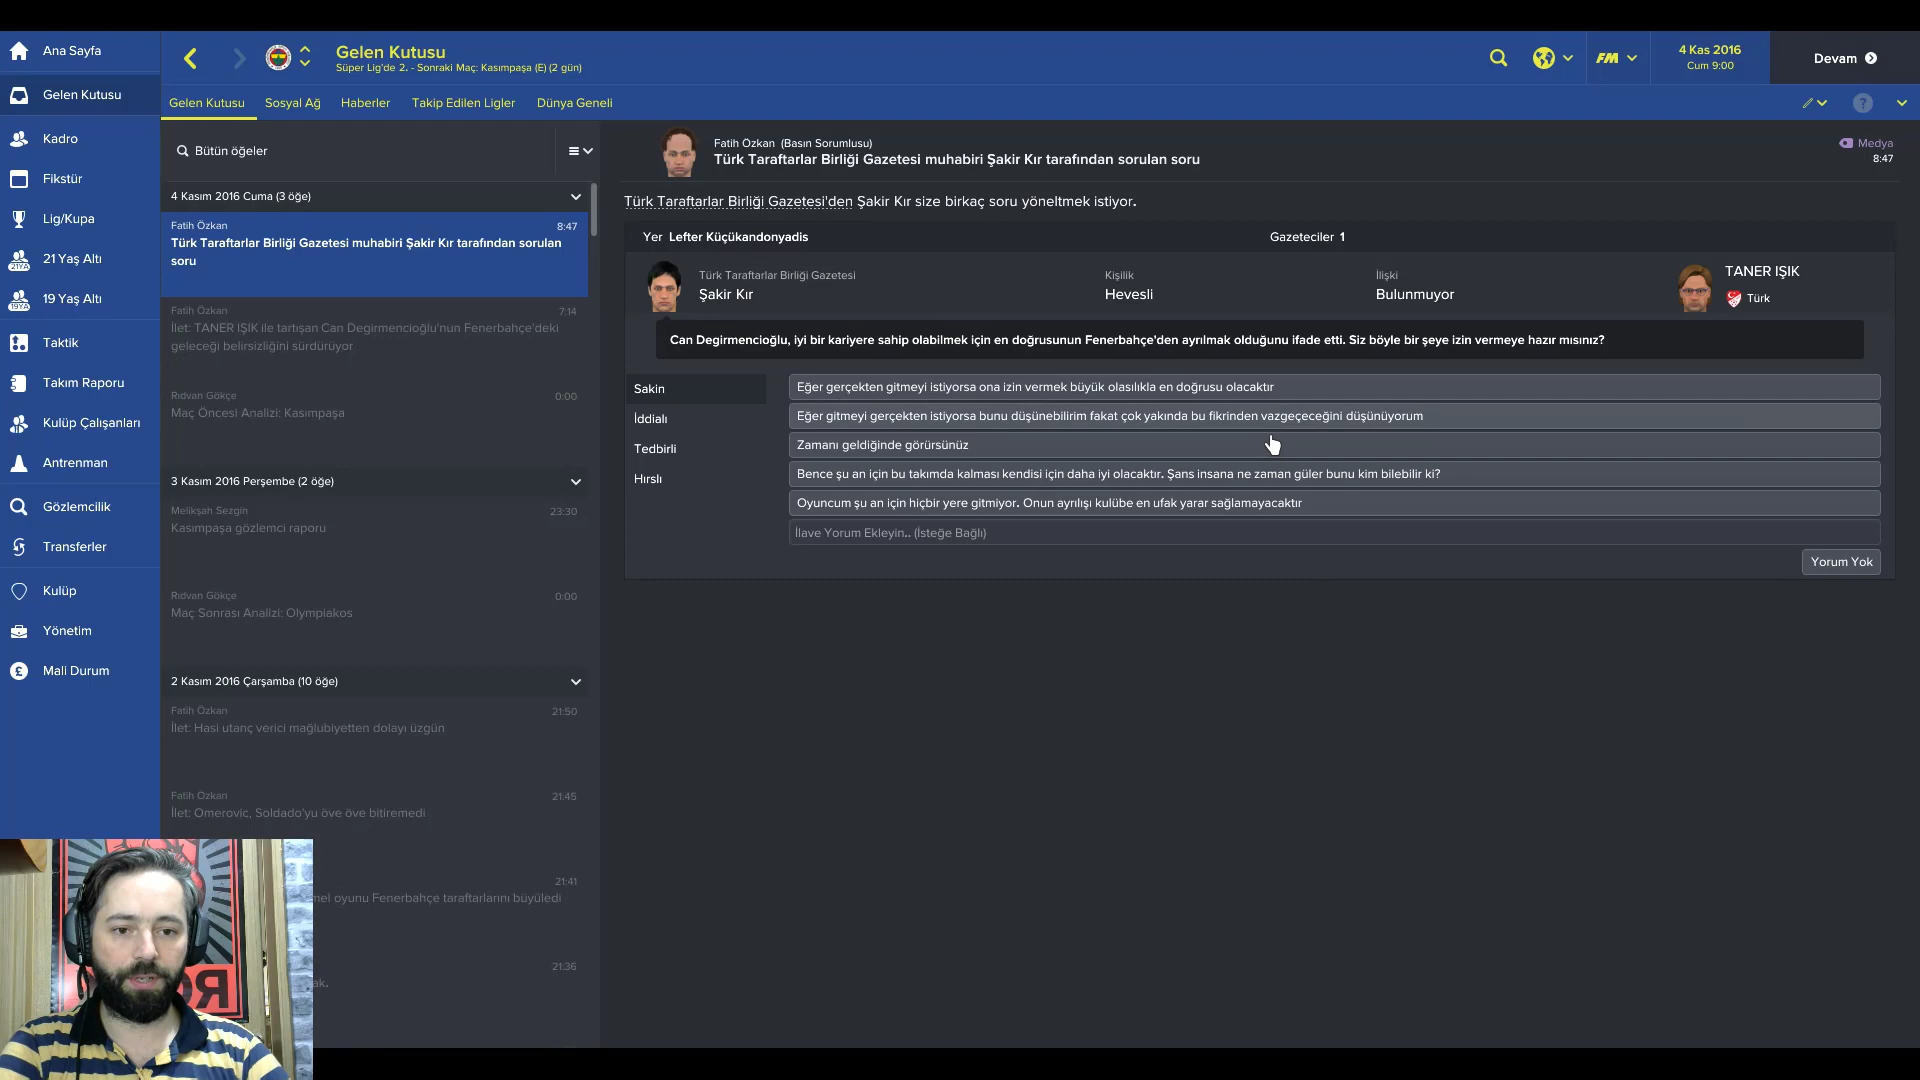 Ana Sayfa
Gelen Kutusu
Kadro
Fikstür
Lig/Kupa
21YA
21 Yaş Altı
19YA
19 Yaş Altı
Taktik
Takım Raporu
Kulüp Çalışanları
Antrenman
Gözlemcilik
Transferler
Kulüp
Yönetim
£
Mali Durum
Gelen Kutusu
Süper Lig'de 2. - Sonraki Maç: Kasımpaşa (E) (2 gün)
FM
4 Kas 2016
Cum 9:00
Devam
Gelen Kutusu
Sosyal Ağ
Haberler
Takip Edilen Ligler
Dünya Geneli
?
Bütün öğeler
4 Kasım 2016 Cuma (3 öğe)
Fatih Özkan 8:47
Türk Taraftarlar Birliği Gazetesi muhabiri Şakir Kır tarafından sorulan
soru
Fatih Özkan 7:14
İlet: TANER IŞIK ile tartışan Can Degirmencioğlu'nun Fenerbahçe'deki
geleceği belirsizliğini sürdürüyor
Rıdvan Gökçe 0:00
Maç Öncesi Analizi: Kasımpaşa
3 Kasım 2016 Perşembe (2 öğe)
Melikşah Sezgin 23:30
Kasımpaşa gözlemci raporu
Rıdvan Gökçe 0:00
Maç Sonrası Analizi: Olympiakos
2 Kasım 2016 Çarşamba (10 öğe)
Fatih Özkan 21:50
İlet: Hasi utanç verici mağlubiyetten dolayı üzgün
Fatih Özkan 21:45
İlet: Omerovic, Soldado'yu öve öve bitiremedi
21:41
oyunu Fenerbahçe taraftarlarını büyüledi
21:36
Fatih Özkan (Basın Sorumlusu)
Türk Taraftarlar Birliği Gazetesi muhabiri Şakir Kır tarafından sorulan soru
Medya
8:47
Türk Taraftarlar Birliği Gazetesi'den Şakir Kır size birkaç soru yöneltmek istiyor.
Yer Lefter Küçükandonyadis
Gazeteciler 1
Türk Taraftarlar Birliği Gazetesi
Şakir Kır
Kişilik
Hevesli
İlişki
Bulunmuyor
TANER IŞIK
Türk
Can Degirmencioğlu, iyi bir kariyere sahip olabilmek için en doğrusunun Fenerbahçe'den ayrılmak olduğunu ifade etti. Siz böyle bir şeye izin vermeye hazır mısınız?
Sakin
İddialı
Tedbirli
Hırslı
Eğer gerçekten gitmeyi istiyorsa ona izin vermek büyük olasılıkla en doğrusu olacaktır
Eğer gitmeyi gerçekten istiyorsa bunu düşünebilirim fakat çok yakında bu fikrinden vazgeçeceğini düşünüyorum
Zamanı geldiğinde görürsünüz
Bence şu an için bu takımda kalması kendisi için daha iyi olacaktır. Şans insana ne zaman güler bunu kim bilebilir ki?
Oyuncum şu an için hiçbir yere gitmiyor. Onun ayrılışı kulübe en ufak yarar sağlamayacaktır
İlave Yorum Ekleyin.. (İsteğe Bağlı)
Yorum Yok